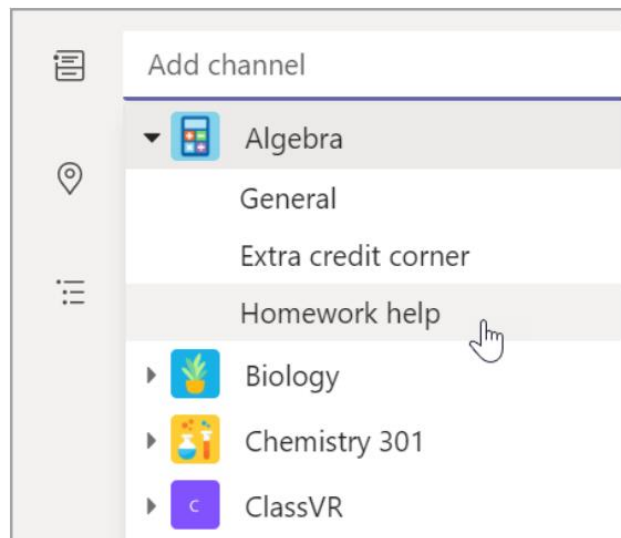 Add channel
Algebra
General
Extra credit corner
Homework help
Biology
Chemistry 301
C ClassVR